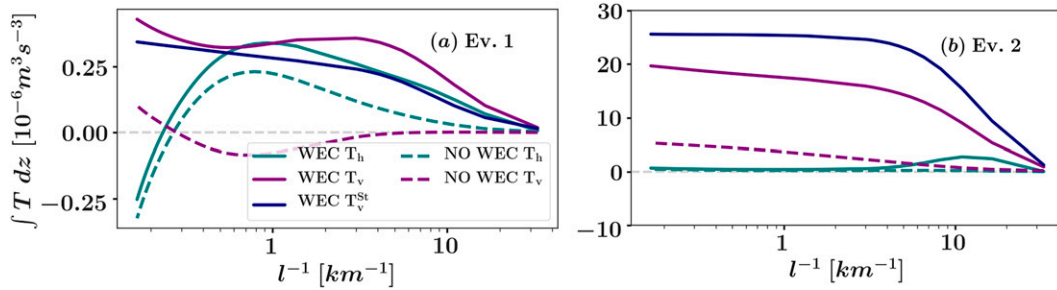 (a) Ev. 1
∫ T dz [10⁻⁶m³s⁻³]
0.25
0.00
−0.25
WEC Tₕ
WEC Tᵥ
WEC Tᵥˢᵗ
NO WEC Tₕ
NO WEC Tᵥ
1
10
l⁻¹ [km⁻¹]
(b) Ev. 2
30
20
10
0
−10
1
10
l⁻¹ [km⁻¹]